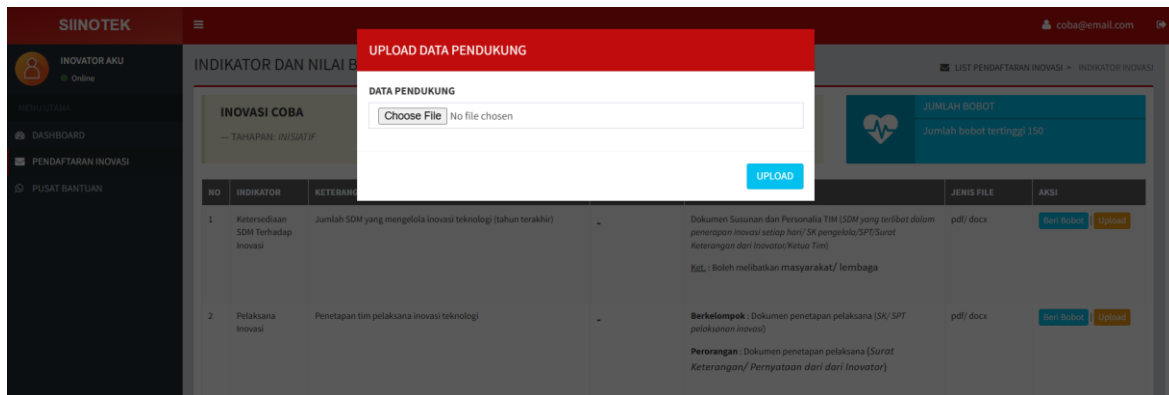 SIINOTEK
coba@email.com
INOVATOR AKU
Online
MENU UTAMA
DASHBOARD
PENDAFTARAN INOVASI
PUSAT BANTUAN
INDIKATOR DAN NILAI B
LIST PENDAFTARAN INOVASI > INDIKATOR INOVASI
UPLOAD DATA PENDUKUNG
DATA PENDUKUNG
Choose File No file chosen
UPLOAD
INOVASI COBA
— TAHAPAN: INISIATIF
JUMLAH BOBOT
Jumlah bobot tertinggi 150
NO INDIKATOR KETERANG JENIS FILE AKSI
1 Ketersediaan Jumlah SDM yang mengelola inovasi teknologi (tahun terakhir) - Dokumen Susunan dan Personalia TIM (SDM yang terlibat dalam pdf/ docx Beri Bobot Upload
SDM Terhadap penerapan inovasi setiap hari/ SK pengelola/SPT/Surat
Inovasi Keterangan dari Inovator/Ketua Tim)
Ket. : Boleh melibatkan masyarakat/ lembaga
2 Pelaksana Penetapan tim pelaksana inovasi teknologi - Berkelompok : Dokumen penetapan pelaksana (SK/ SPT pdf/ docx Beri Bobot Upload
Inovasi pelaksanan inovasi)
Perorangan : Dokumen penetapan pelaksana (Surat
Keterangan/ Pernyataan dari dari Inovator)